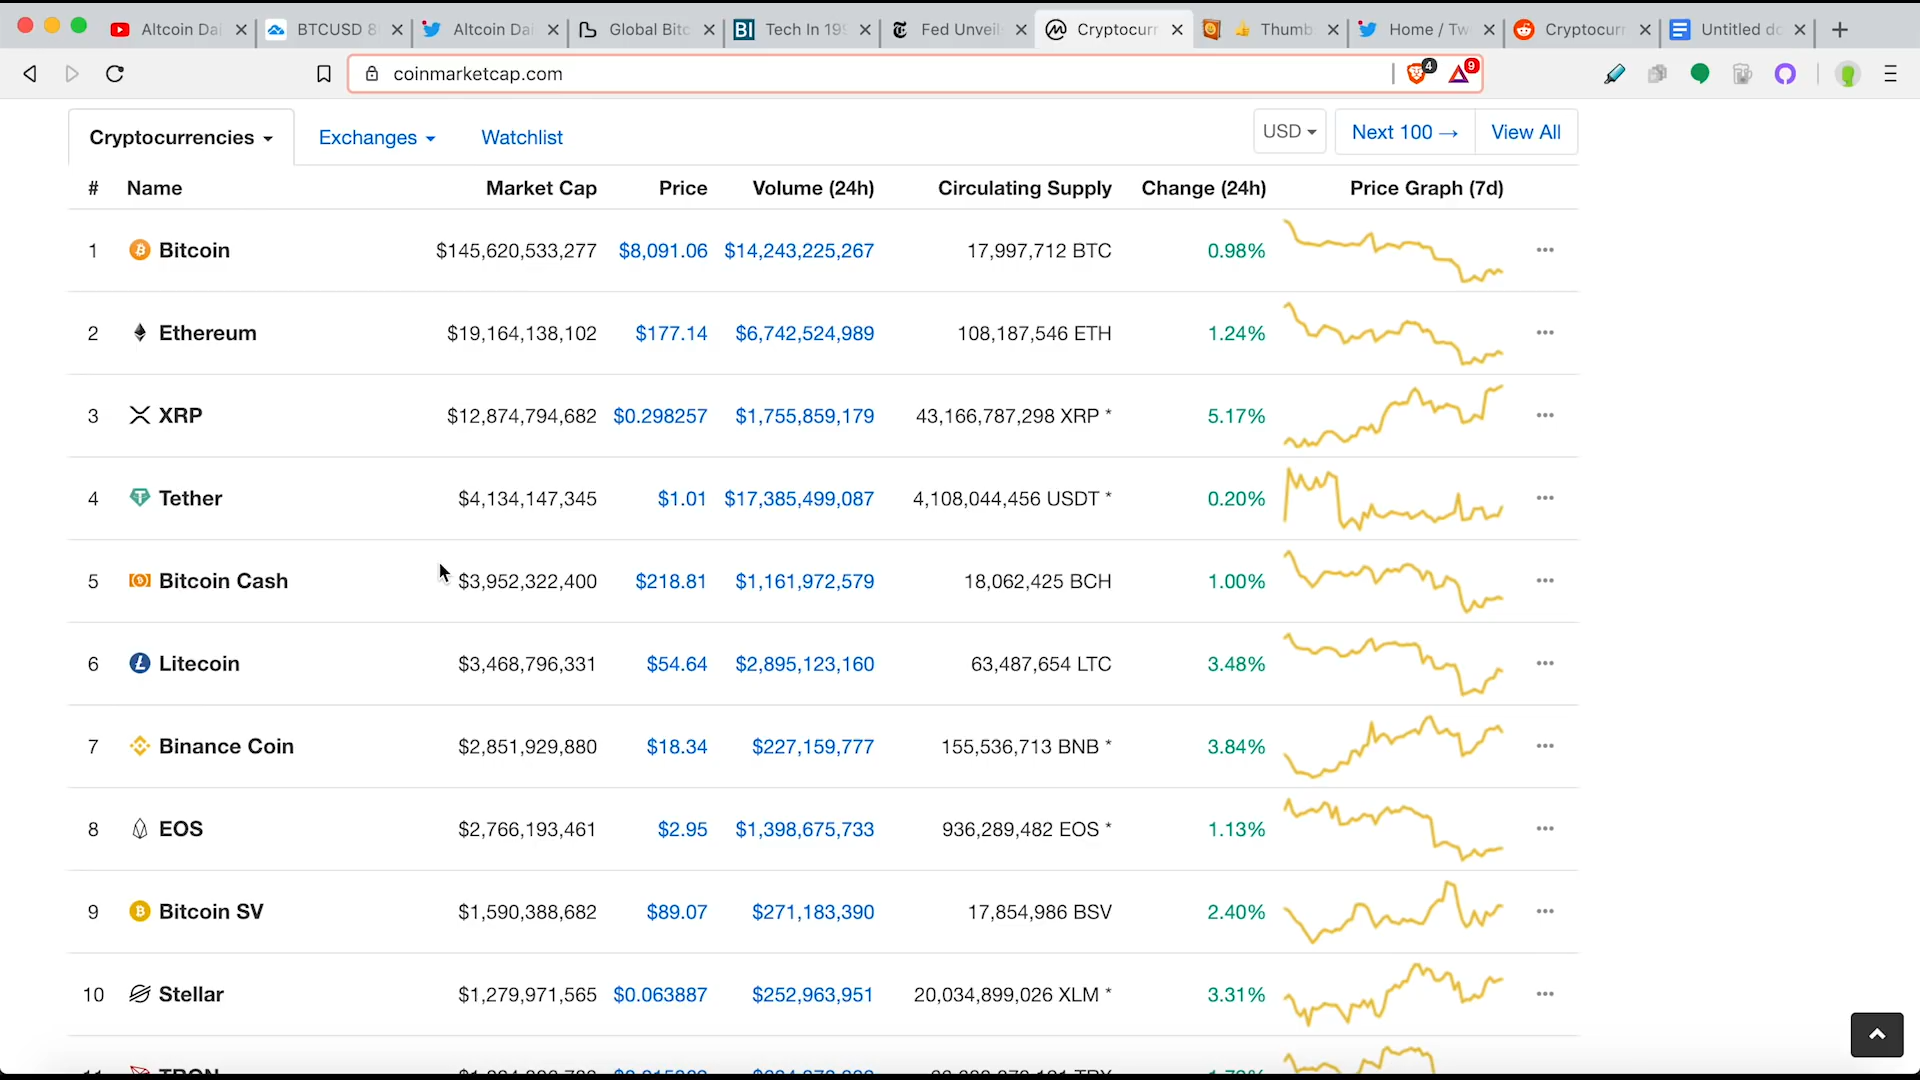 Altcoin Dai
BTCUSD 8
Altcoin Dai
Global Bitc
BI Tech In 199
Fed Unveil
Cryptocurr
Thumb
Home / Tw
Cryptocurr
Untitled do
coinmarketcap.com
4
9
Cryptocurrencies Exchanges Watchlist USD Next 100 → View All
# Name Market Cap Price Volume (24h) Circulating Supply Change (24h) Price Graph (7d)
1 Bitcoin $145,620,533,277 $8,091.06 $14,243,225,267 17,997,712 BTC 0.98%
2 Ethereum $19,164,138,102 $177.14 $6,742,524,989 108,187,546 ETH 1.24%
3 XRP $12,874,794,682 $0.298257 $1,755,859,179 43,166,787,298 XRP * 5.17%
4 Tether $4,134,147,345 $1.01 $17,385,499,087 4,108,044,456 USDT * 0.20%
5 Bitcoin Cash $3,952,322,400 $218.81 $1,161,972,579 18,062,425 BCH 1.00%
6 Litecoin $3,468,796,331 $54.64 $2,895,123,160 63,487,654 LTC 3.48%
7 Binance Coin $2,851,929,880 $18.34 $227,159,777 155,536,713 BNB * 3.84%
8 EOS $2,766,193,461 $2.95 $1,398,675,733 936,289,482 EOS * 1.13%
9 Bitcoin SV $1,590,388,682 $89.07 $271,183,390 17,854,986 BSV 2.40%
10 Stellar $1,279,971,565 $0.063887 $252,963,951 20,034,899,026 XLM * 3.31%
11 TRON